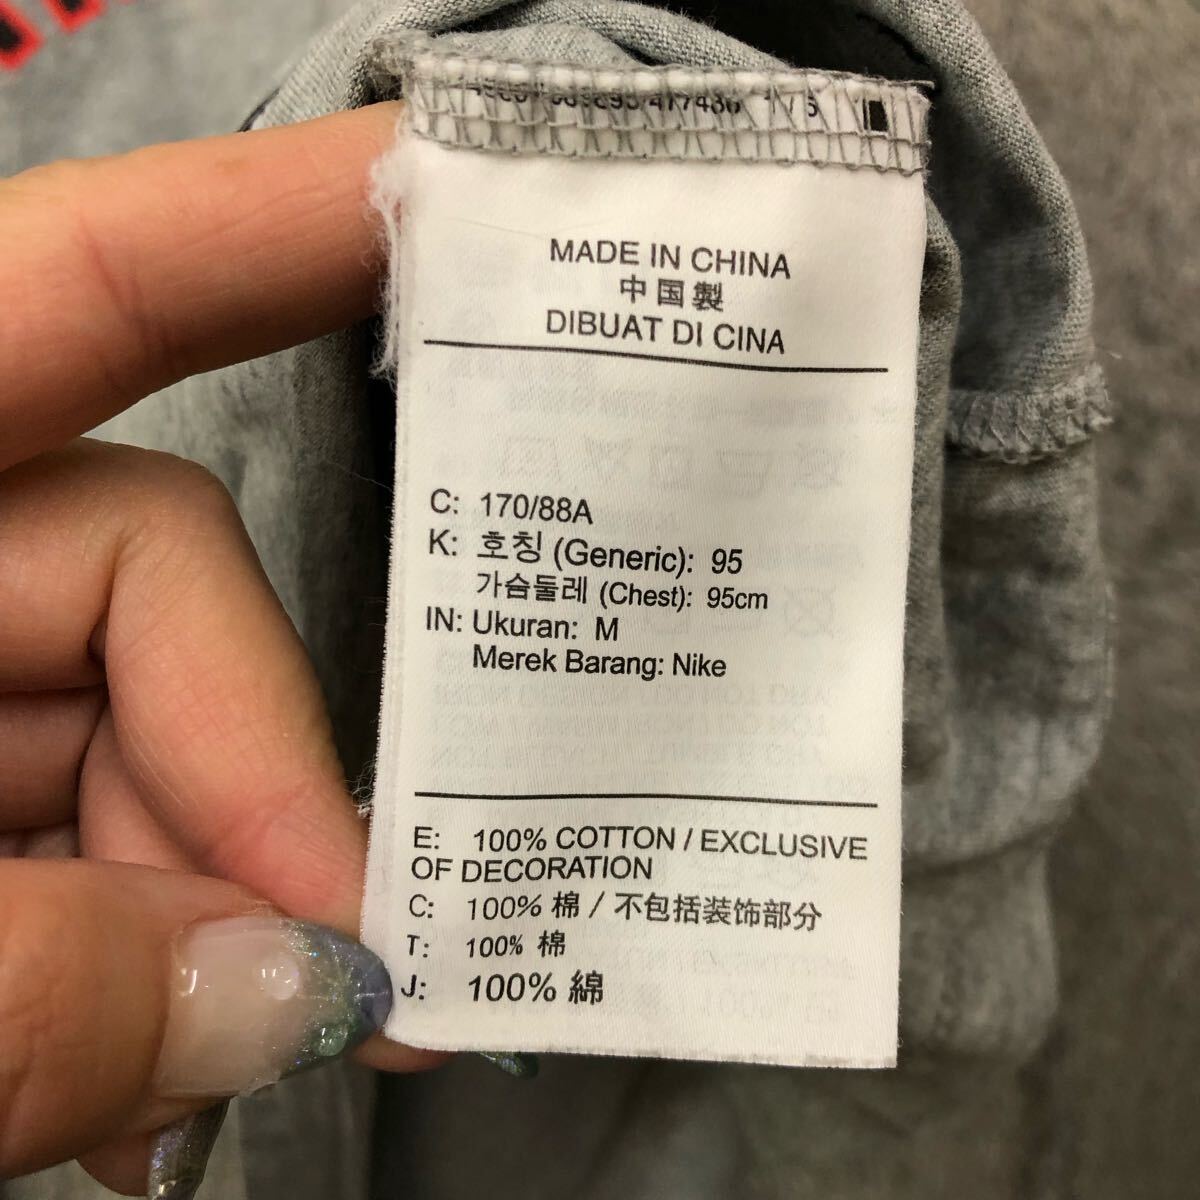 MADE IN CHINA
中国製
DIBUAT DI CINA
C: 170/88A
K: 호칭 (Generic): 95
가슴둘레 (Chest): 95cm
IN: Ukuran: M
Merek Barang: Nike
E: 100% COTTON / EXCLUSIVE
OF DECORATION
C: 100% 棉 / 不包括装饰部分
T: 100% 棉
J: 100% 綿